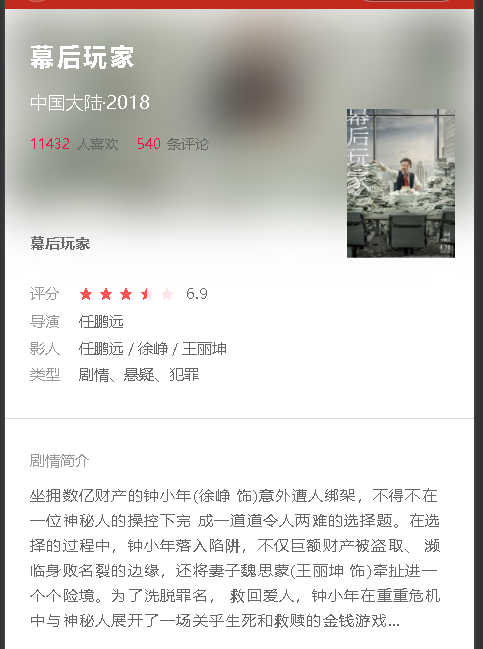 幕后玩家
中国大陆·2018
11432 人喜欢 540 条评论
幕后玩家
幕后玩家
评分 6.9
导演 任鹏远
影人 任鹏远 / 徐峥 / 王丽坤
类型 剧情、悬疑、犯罪
剧情简介
坐拥数亿财产的钟小年(徐峥 饰)意外遭人绑架，不得不在
一位神秘人的操控下完 成一道道令人两难的选择题。在选
择的过程中，钟小年落入陷阱，不仅巨额财产被盗取、 濒
临身败名裂的边缘，还将妻子魏思蒙(王丽坤 饰)牵扯进一
个个险境。为了洗脱罪名， 救回爱人，钟小年在重重危机
中与神秘人展开了一场关乎生死和救赎的金钱游戏...